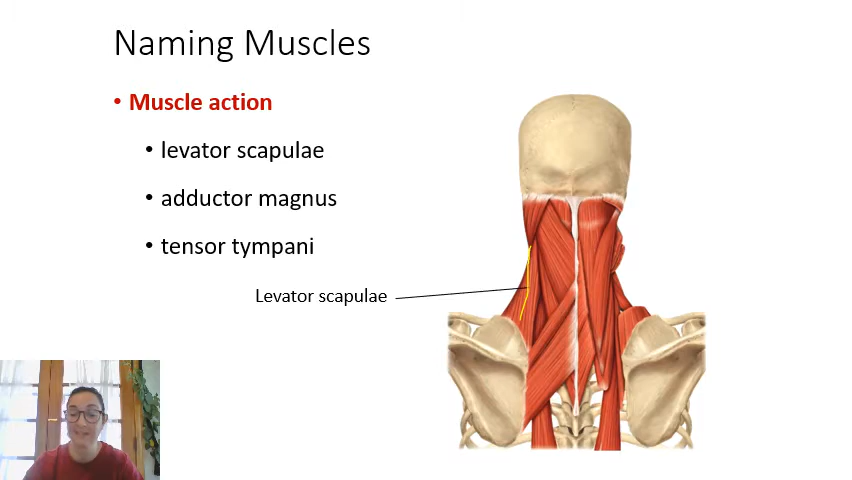 Naming Muscles
• Muscle action
• levator scapulae
• adductor magnus
• tensor tympani
Levator scapulae